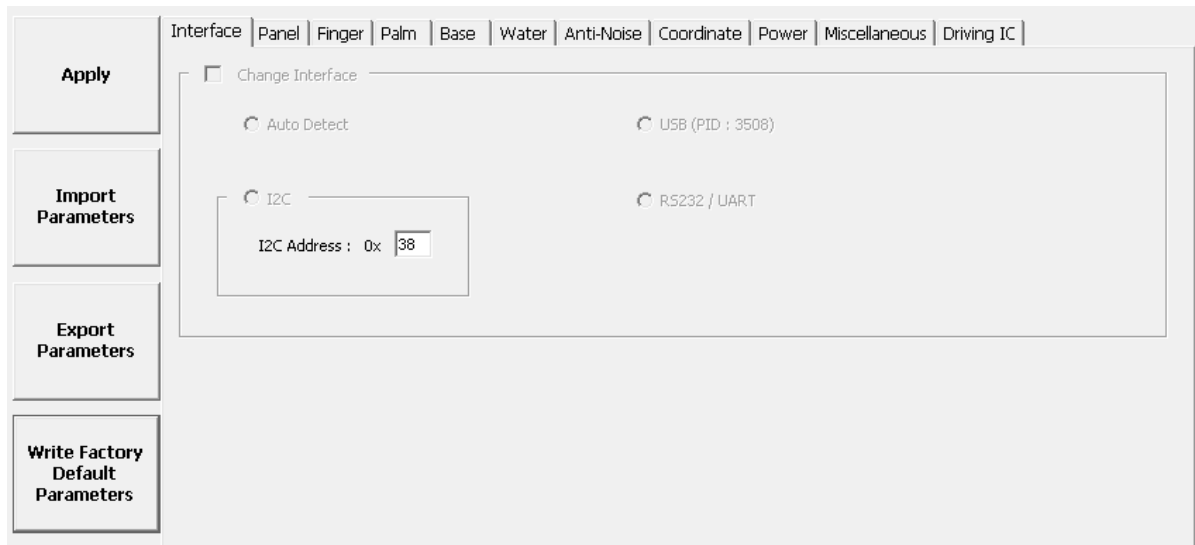 Interface Panel Finger Palm Base Water Anti-Noise Coordinate Power Miscellaneous Driving IC
Apply
Import
Parameters
Export
Parameters
Write Factory
Default
Parameters
Change Interface
Auto Detect
USB (PID : 3508)
I2C
RS232 / UART
I2C Address : 0x 38